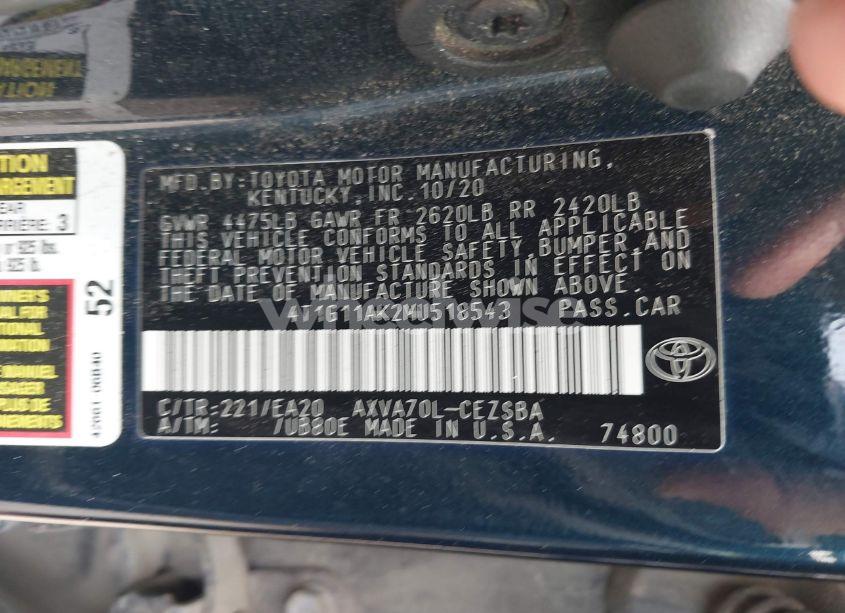 MFD.BY:TOYOTA MOTOR MANUFACTURING,
KENTUCKY,INC.10/20
GVWR 4475LB GAWR FR 2620LB RR 2420LB
THIS VEHICLE CONFORMS TO ALL APPLICABLE
FEDERAL MOTOR VEHICLE SAFETY,BUMPER,AND
THEFT PREVENTION STANDARDS IN EFFECT ON
THE DATE OF MANUFACTURE SHOWN ABOVE.
4T1G11AK2MU518543 PASS.CAR
C/TR:221/EA20 AXVA70L-CEZSBA
A/TM: /UB80E MADE IN U.S.A. 74800
wheelwise
52
3